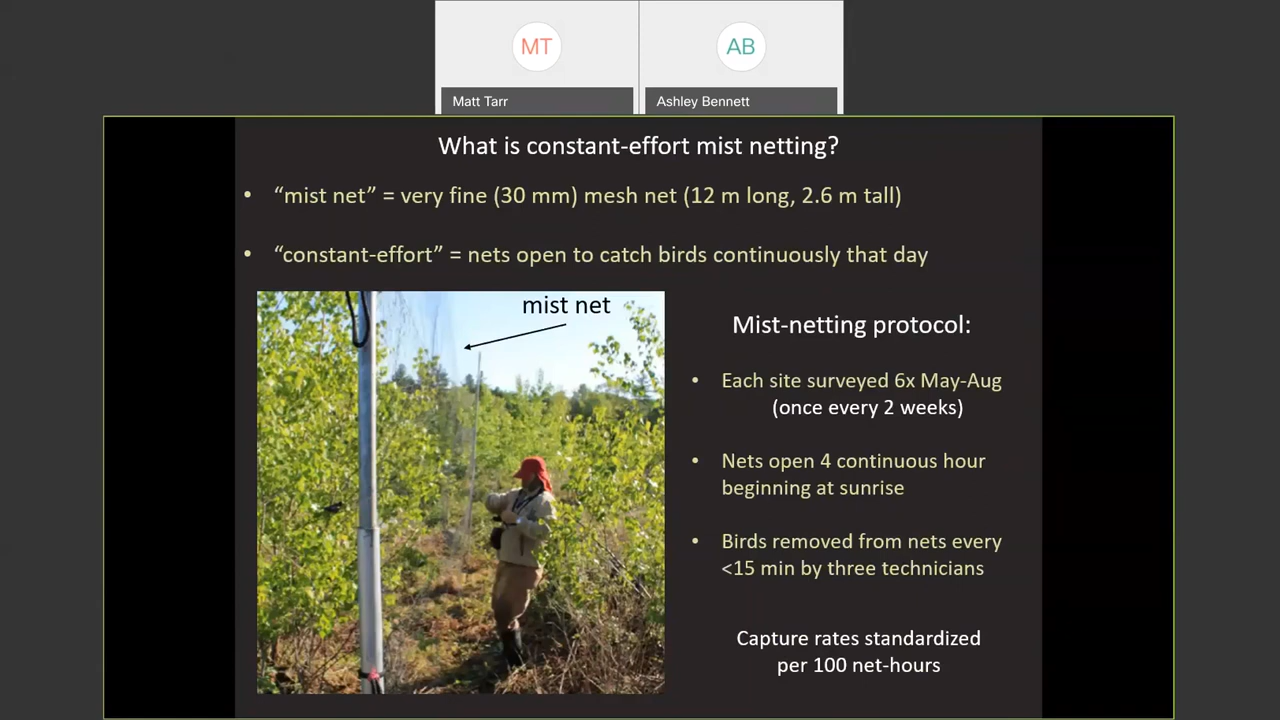 MT
AB
Matt Tarr
Ashley Bennett
What is constant-effort mist netting?
• “mist net” = very fine (30 mm) mesh net (12 m long, 2.6 m tall)
• “constant-effort” = nets open to catch birds continuously that day
mist net
Mist-netting protocol:
• Each site surveyed 6x May-Aug
(once every 2 weeks)
• Nets open 4 continuous hour
beginning at sunrise
• Birds removed from nets every
<15 min by three technicians
Capture rates standardized
per 100 net-hours